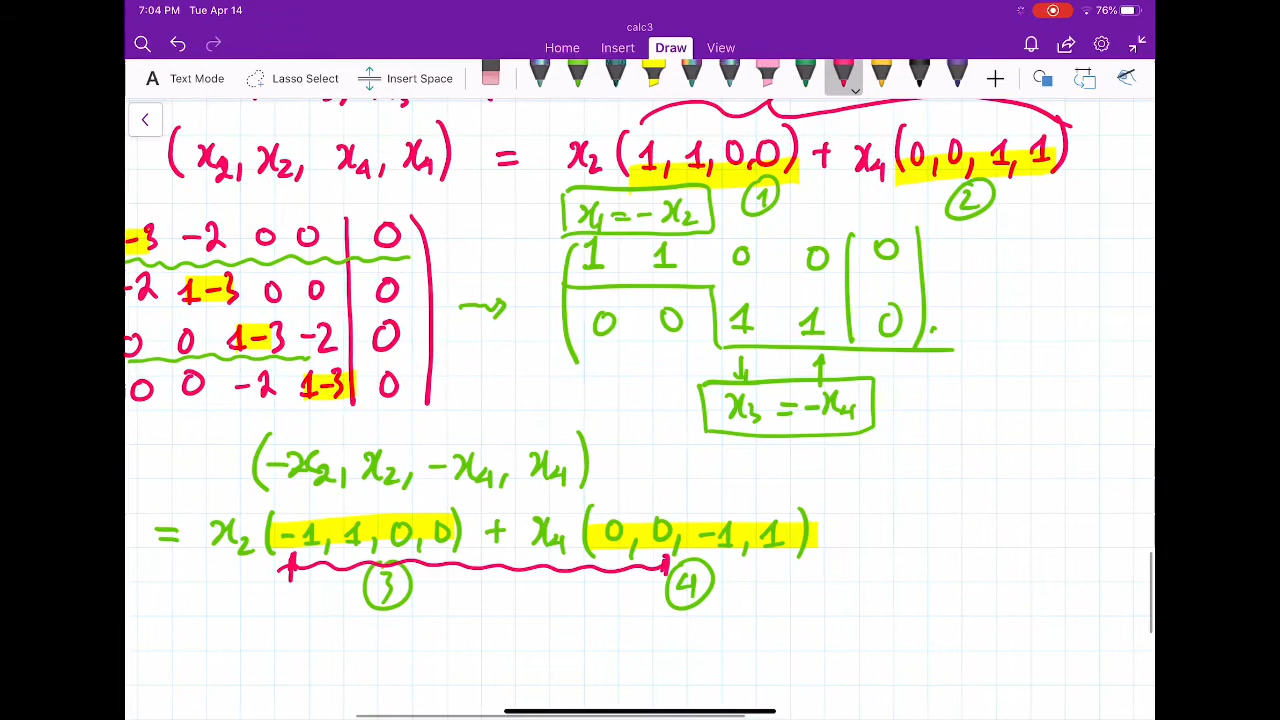 7:04 PM Tue Apr 14
76%
calc3
Home Insert Draw View
A Text Mode Lasso Select Insert Space
(x₂, x₂, x₄, x₄) = x₂ (1, 1, 0, 0) + x₄ (0, 0, 1, 1)
① ②
x₁ = -x₂
-3 -2 0 0 | 0
-2 1-3 0 0 | 0
0 0 1-3 -2 | 0
0 0 -2 1-3 | 0
→
1 1 0 0 | 0
0 0 1 1 | 0 .
x₃ = -x₄
(-x₂, x₂, -x₄, x₄)
= x₂ (-1, 1, 0, 0) + x₄ (0, 0, -1, 1)
③ ④